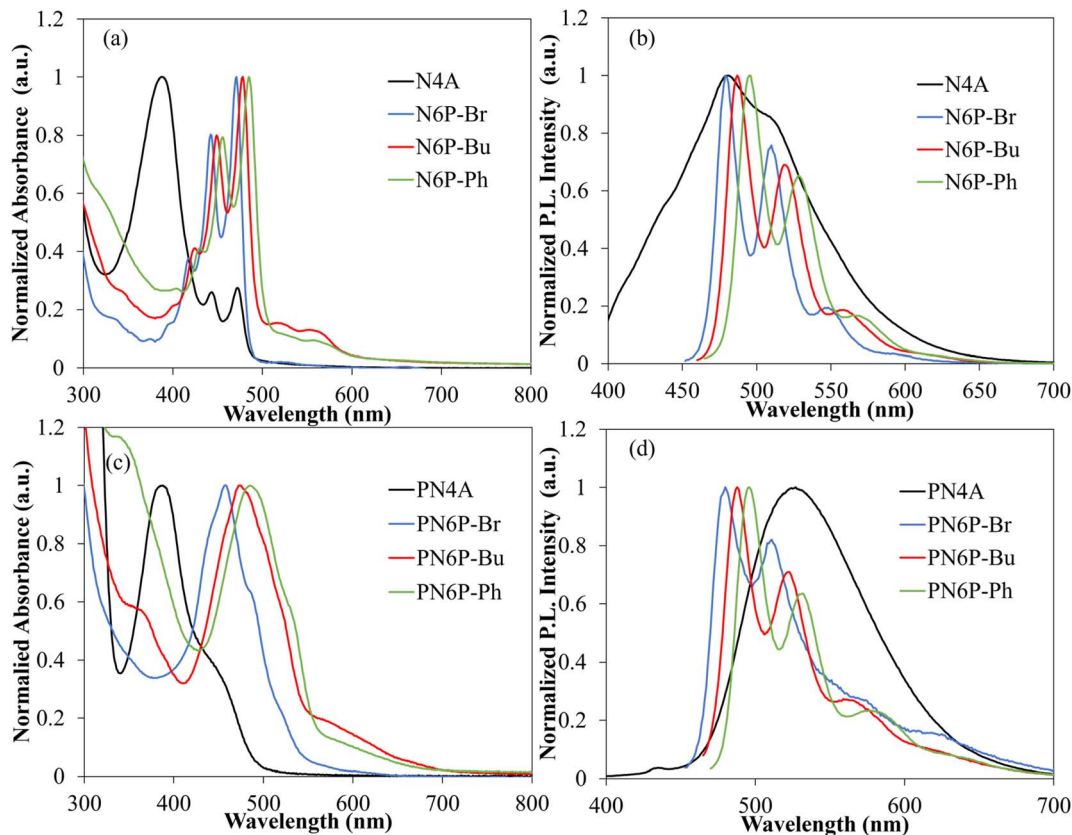 (a)
Normalized Absorbance (a.u.)
1.2
1
0.8
0.6
0.4
0.2
0
300 400 500 600 700 800
Wavelength (nm)
N4A
N6P-Br
N6P-Bu
N6P-Ph
(b)
Normalized P.L. Intensity (a.u.)
1.2
1
0.8
0.6
0.4
0.2
0
400 450 500 550 600 650 700
Wavelength (nm)
N4A
N6P-Br
N6P-Bu
N6P-Ph
(c)
Normalied Absorbance (a.u.)
1.2
1
0.8
0.6
0.4
0.2
0
300 400 500 600 700 800
Wavelength (nm)
PN4A
PN6P-Br
PN6P-Bu
PN6P-Ph
(d)
Normalized P.L. Intensity (a.u.)
1.2
1
0.8
0.6
0.4
0.2
0
400 500 600 700
Wavelength (nm)
PN4A
PN6P-Br
PN6P-Bu
PN6P-Ph